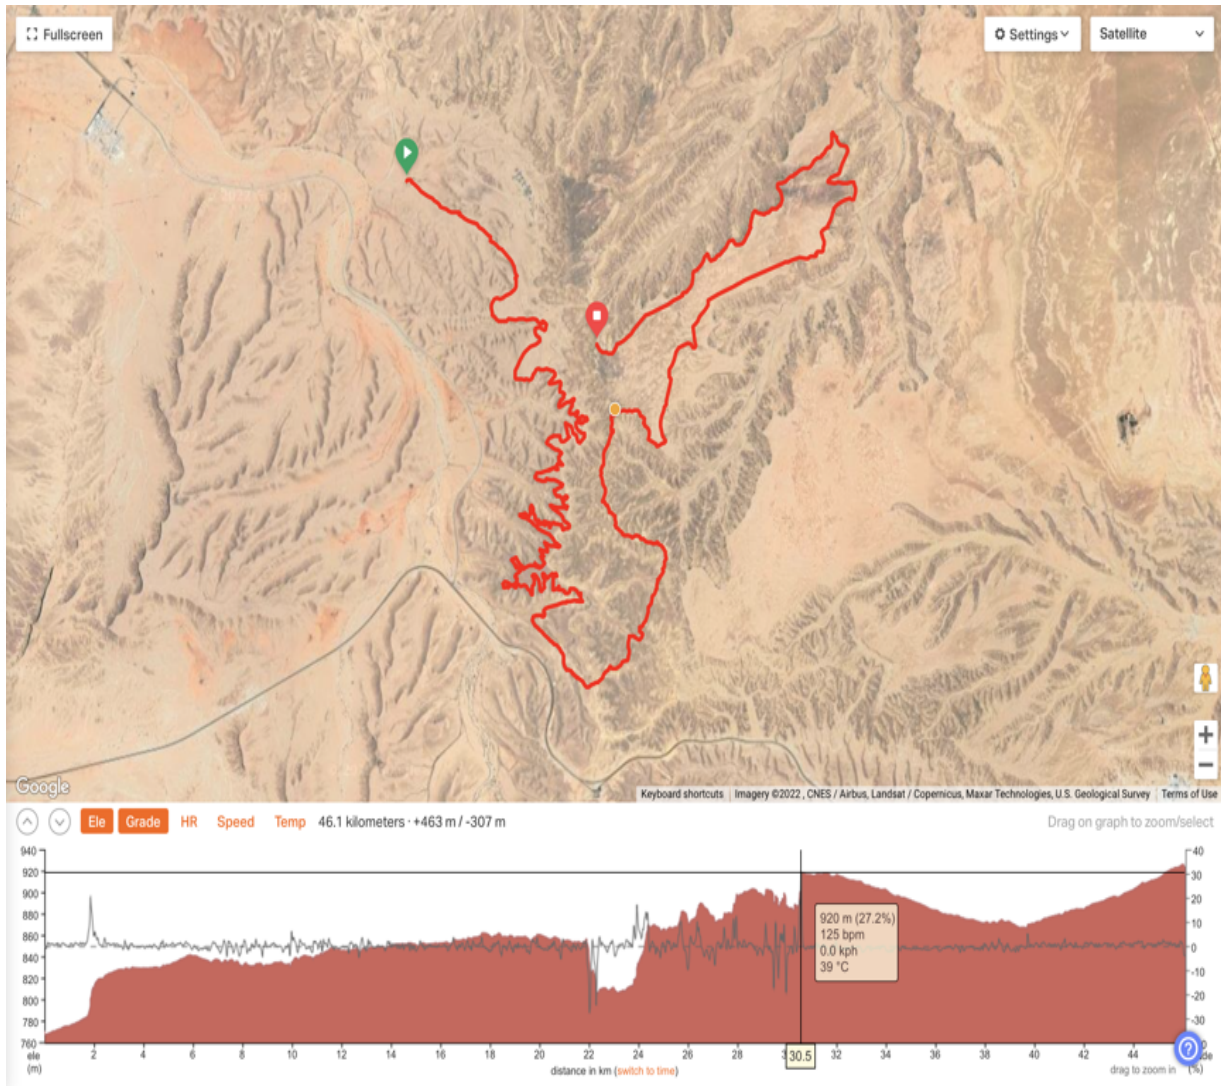 Fullscreen
Settings
Satellite
Google
Keyboard shortcuts
Imagery ©2022 , CNES / Airbus, Landsat / Copernicus, Maxar Technologies, U.S. Geological Survey
Terms of Use
Ele Grade HR Speed Temp 46.1 kilometers · +463 m / -307 m
Drag on graph to zoom/select
940
920
900
880
860
840
820
800
780
760
ele
(m)
40
30
20
10
0
-10
-20
-30
(%)
920 m (27.2%)
125 bpm
0.0 kph
39 °C
2 4 6 8 10 12 14 16 18 20 22 24 26 28 30.5 32 34 36 38 40 42 44
distance in km (switch to time)
drag to zoom in